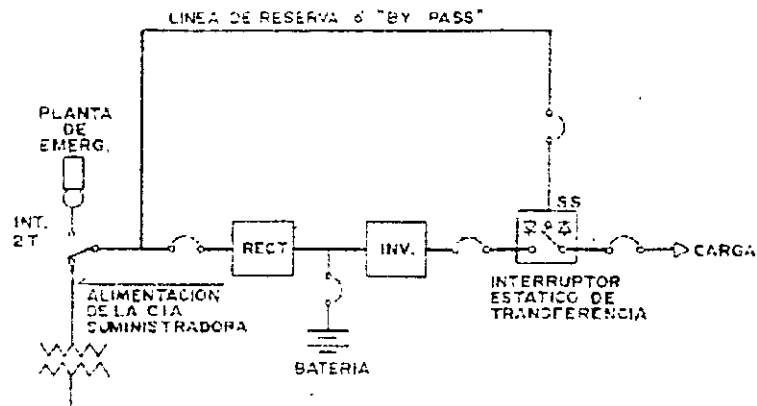 LINEA DE RESERVA ó "BY PASS"
PLANTA
DE
EMERG.
INT.
2T
RECT
INV.
SS
CARGA
ALIMENTACION
DE LA CIA
SUMINISTRADORA
BATERIA
INTERRUPTOR
ESTATICO DE
TRANSFERENCIA